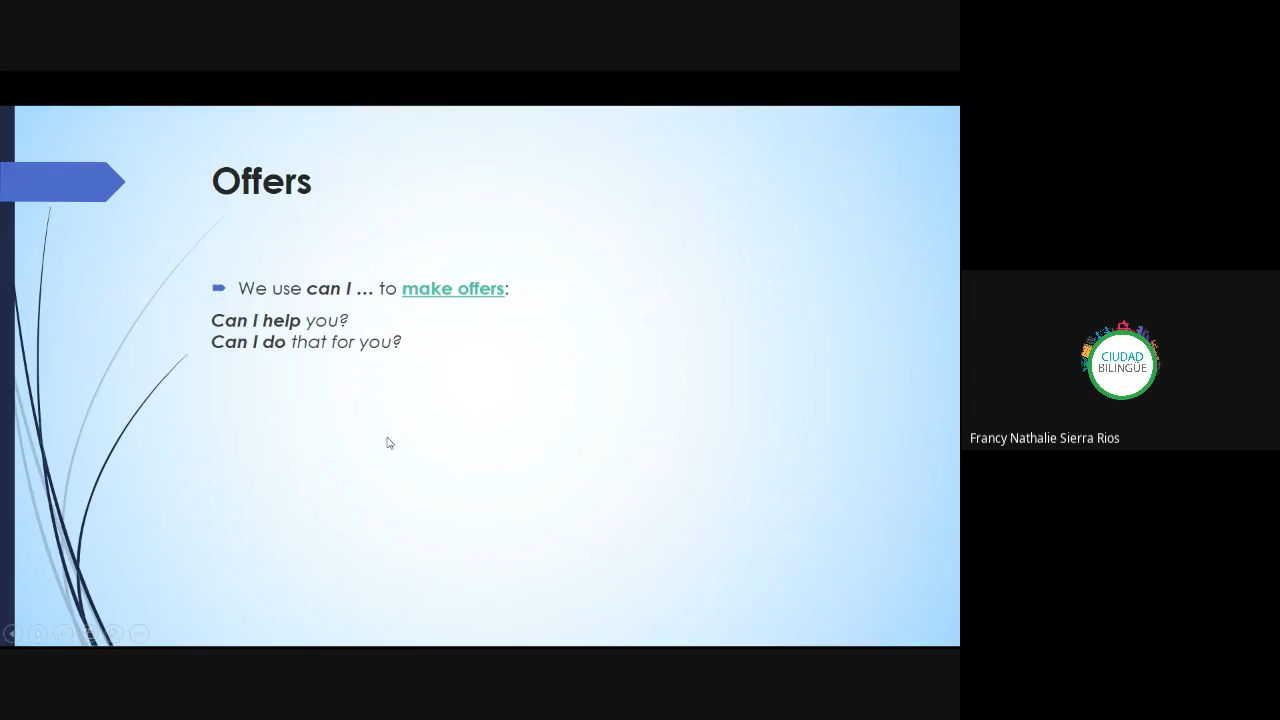 Offers
We use can I ... to make offers:
Can I help you?
Can I do that for you?
CIUDAD
BILINGÜE
Francy Nathalie Sierra Rios